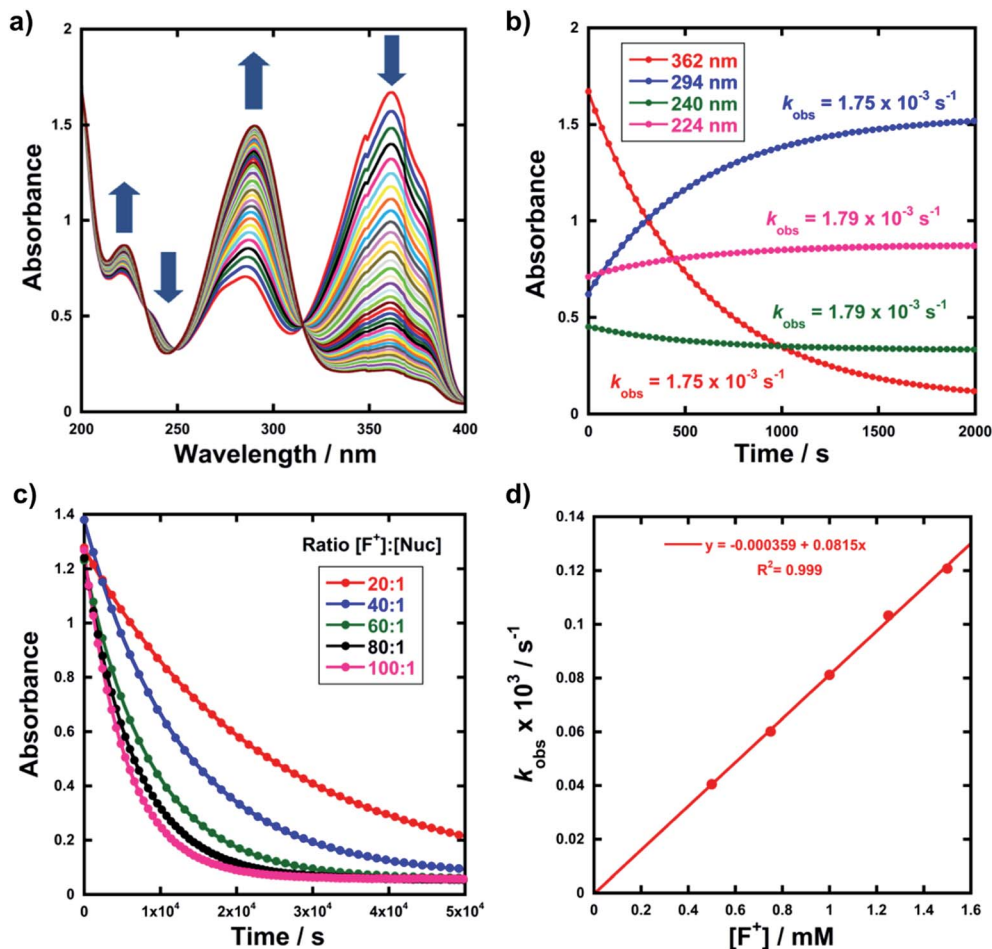 a)
2
1.5
1
0.5
0
Absorbance
200
250
300
350
400
Wavelength / nm
b)
2
1.5
1
0.5
0
Absorbance
362 nm
294 nm
240 nm
224 nm
k_obs = 1.75 x 10⁻³ s⁻¹
k_obs = 1.79 x 10⁻³ s⁻¹
k_obs = 1.79 x 10⁻³ s⁻¹
k_obs = 1.75 x 10⁻³ s⁻¹
0
500
1000
1500
2000
Time / s
c)
1.4
1.2
1
0.8
0.6
0.4
0.2
0
Absorbance
Ratio [F⁺]:[Nuc]
20:1
40:1
60:1
80:1
100:1
0
1x10⁴
2x10⁴
3x10⁴
4x10⁴
5x10⁴
Time / s
d)
0.14
0.12
0.1
0.08
0.06
0.04
0.02
0
k_obs x 10³ / s⁻¹
y = -0.000359 + 0.0815x
R²= 0.999
0
0.2
0.4
0.6
0.8
1
1.2
1.4
1.6
[F⁺] / mM